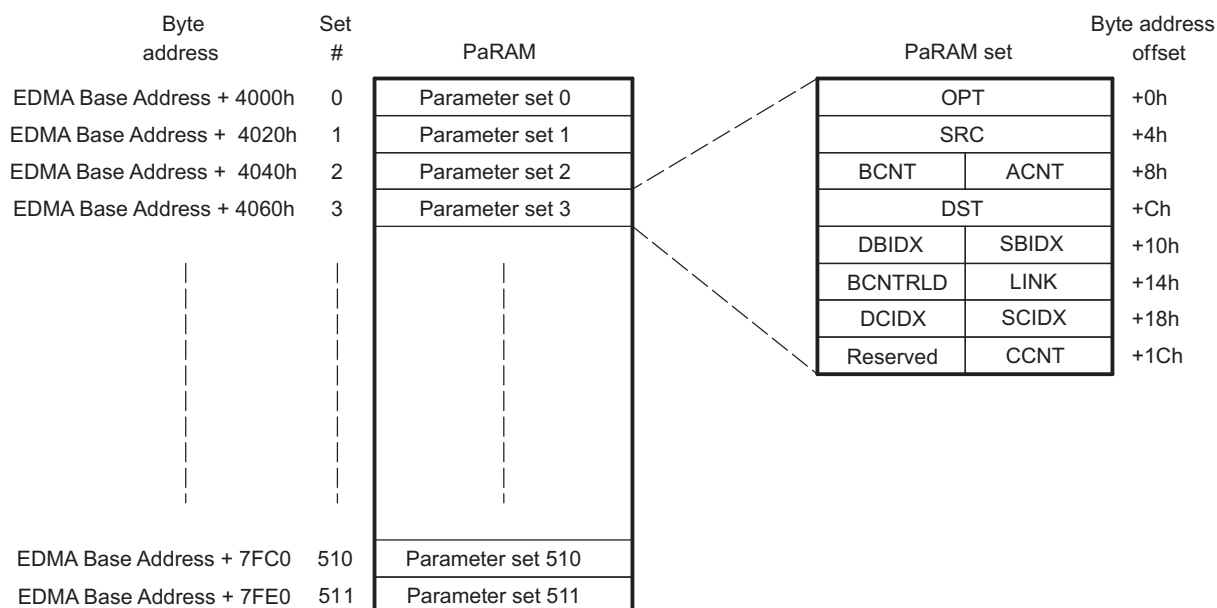 Byte address Set # PaRAM PaRAM set Byte address offset
EDMA Base Address + 4000h 0 Parameter set 0 OPT +0h
EDMA Base Address + 4020h 1 Parameter set 1 SRC +4h
EDMA Base Address + 4040h 2 Parameter set 2 BCNT ACNT +8h
EDMA Base Address + 4060h 3 Parameter set 3 DST +Ch
DBIDX SBIDX +10h
BCNTRLD LINK +14h
DCIDX SCIDX +18h
Reserved CCNT +1Ch
EDMA Base Address + 7FC0 510 Parameter set 510
EDMA Base Address + 7FE0 511 Parameter set 511